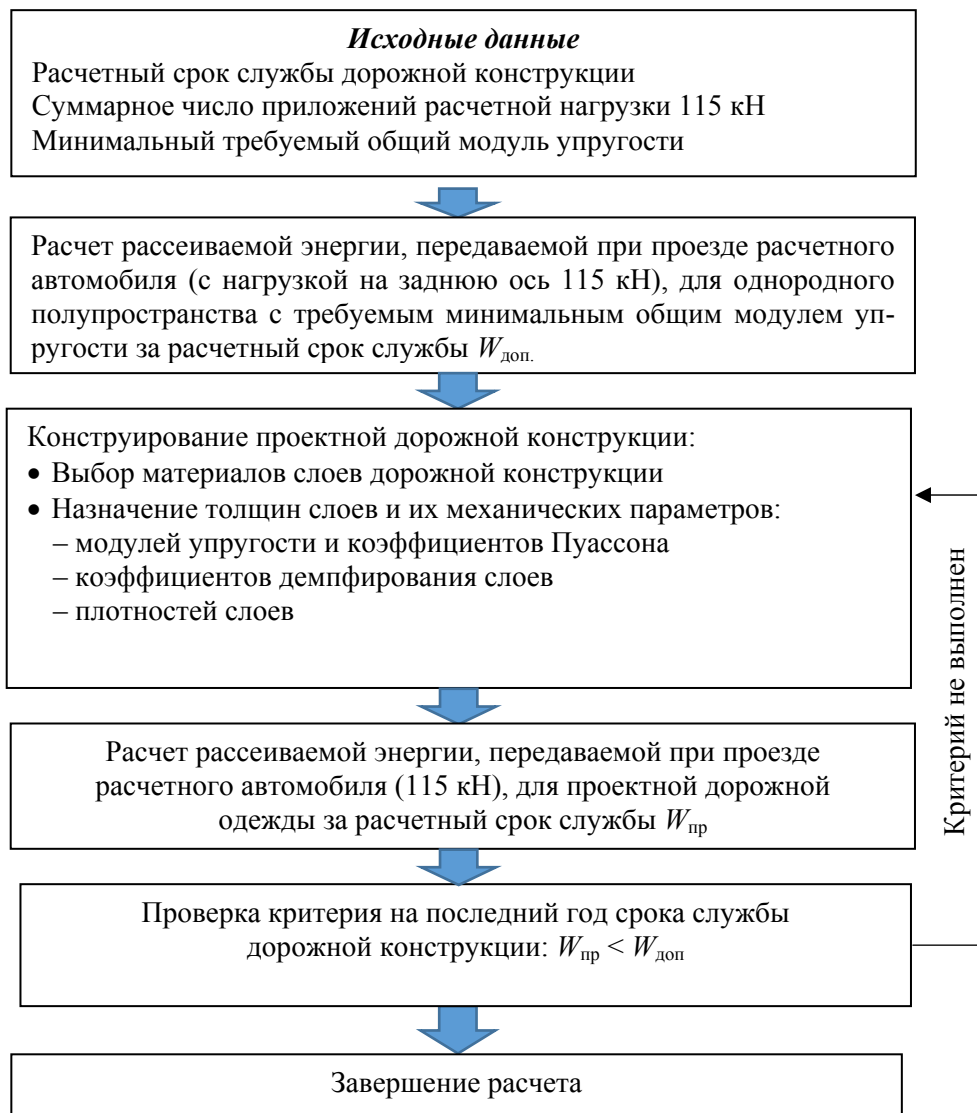 Исходные данные
Расчетный срок службы дорожной конструкции
Суммарное число приложений расчетной нагрузки 115 кН
Минимальный требуемый общий модуль упругости
Расчет рассеиваемой энергии, передаваемой при проезде расчетного
автомобиля (с нагрузкой на заднюю ось 115 кН), для однородного
полупространства с требуемым минимальным общим модулем уп-
ругости за расчетный срок службы Wдоп.
Конструирование проектной дорожной конструкции:
• Выбор материалов слоев дорожной конструкции
• Назначение толщин слоев и их механических параметров:
– модулей упругости и коэффициентов Пуассона
– коэффициентов демпфирования слоев
– плотностей слоев
Критерий не выполнен
Расчет рассеиваемой энергии, передаваемой при проезде
расчетного автомобиля (115 кН), для проектной дорожной
одежды за расчетный срок службы Wпр
Проверка критерия на последний год срока службы
дорожной конструкции: Wпр < Wдоп
Завершение расчета